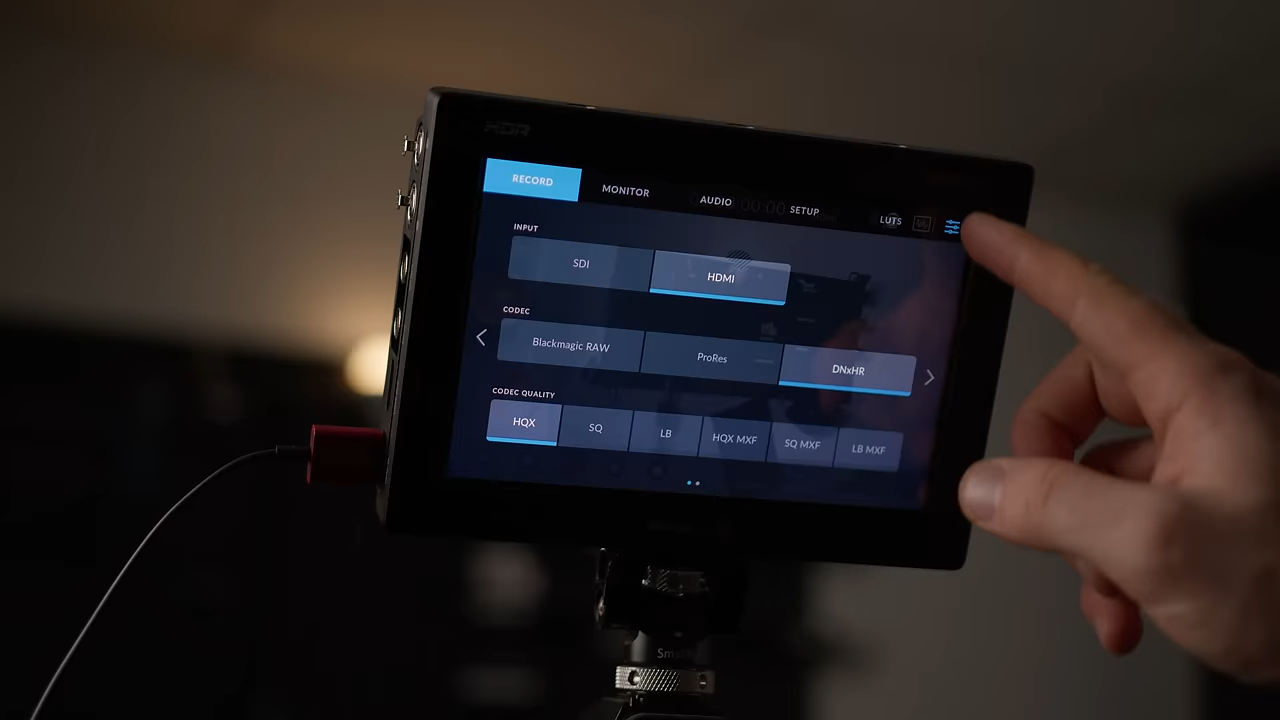 HDR
RECORD MONITOR AUDIO SETUP LUTS
INPUT
SDI HDMI
CODEC
Blackmagic RAW ProRes DNxHR
CODEC QUALITY
HQX SQ LB HQX MXF SQ MXF LB MXF